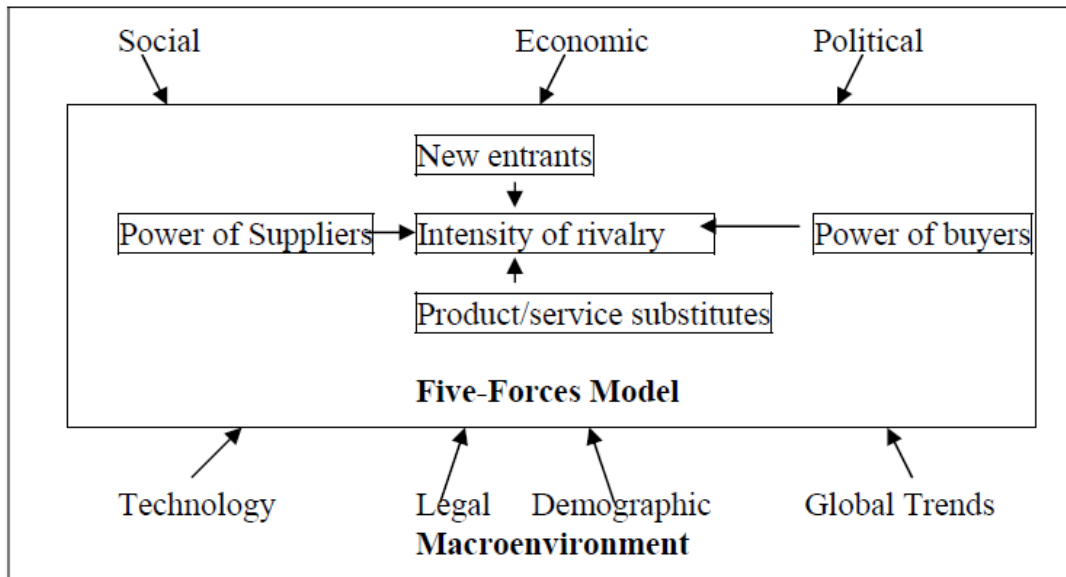 Social Economic Political
New entrants
Power of Suppliers Intensity of rivalry Power of buyers
Product/service substitutes
Five-Forces Model
Technology Legal Demographic Global Trends
Macroenvironment